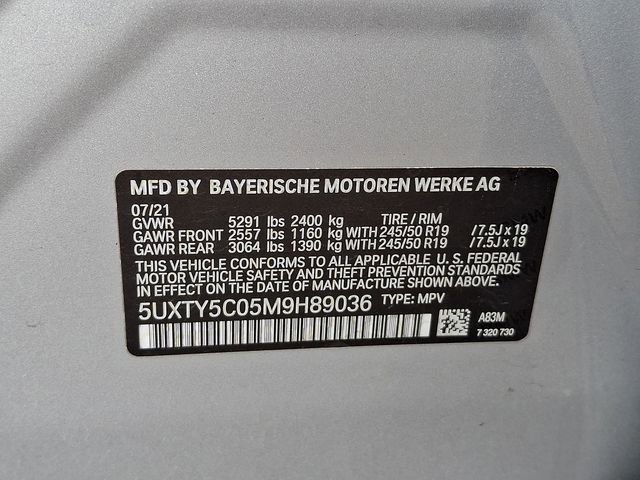 MFD BY BAYERISCHE MOTOREN WERKE AG
07/21
GVWR 5291 lbs 2400 kg TIRE / RIM
GAWR FRONT 2557 lbs 1160 kg WITH 245/50 R19 /7.5J x 19
GAWR REAR 3064 lbs 1390 kg WITH 245/50 R19 /7.5J x 19
THIS VEHICLE CONFORMS TO ALL APPLICABLE U. S. FEDERAL
MOTOR VEHICLE SAFETY AND THEFT PREVENTION STANDARDS
IN EFFECT ON THE DATE OF MANUFACTURE SHOWN ABOVE.
5UXTY5C05M9H89036 TYPE: MPV
A83M
7 320 730